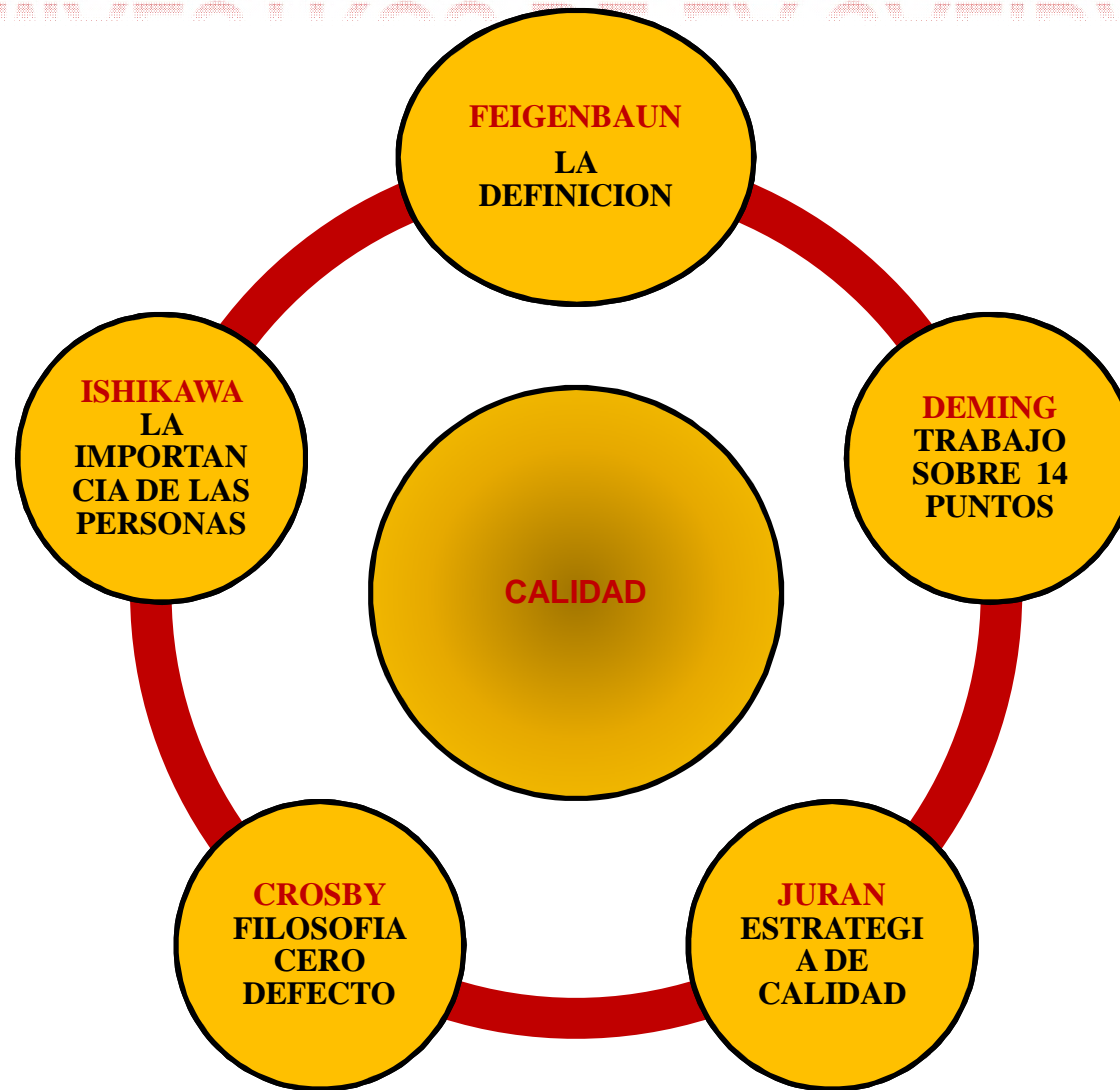 FEIGENBAUN
LA
DEFINICION
ISHIKAWA
LA
IMPORTAN
CIA DE LAS
PERSONAS
DEMING
TRABAJO
SOBRE 14
PUNTOS
CALIDAD
CROSBY
FILOSOFIA
CERO
DEFECTO
JURAN
ESTRATEGI
A DE
CALIDAD